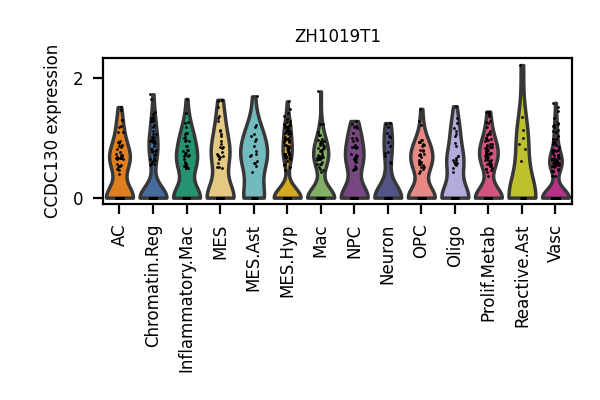 ZH1019T1
CCDC130 expression
2
0
AC
Chromatin.Reg
Inflammatory.Mac
MES
MES.Ast
MES.Hyp
Mac
NPC
Neuron
OPC
Oligo
Prolif.Metab
Reactive.Ast
Vasc